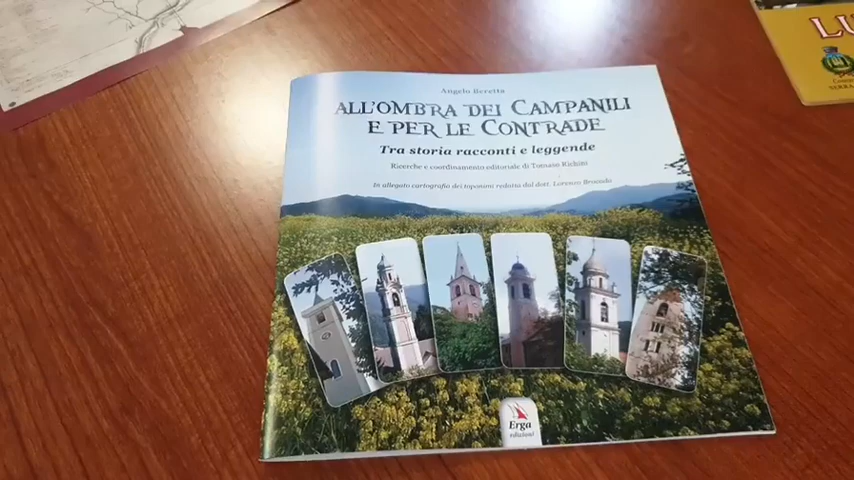 Angelo Beretta
ALL'OMBRA DEI CAMPANILI
E PER LE CONTRADE
Tra storia racconti e leggende
Ricerche e coordinamento editoriale di Tomaso Richini
In allegato cartografia dei toponimi redatta dal dott. Lorenzo Brocada
Erga
edizioni
LU